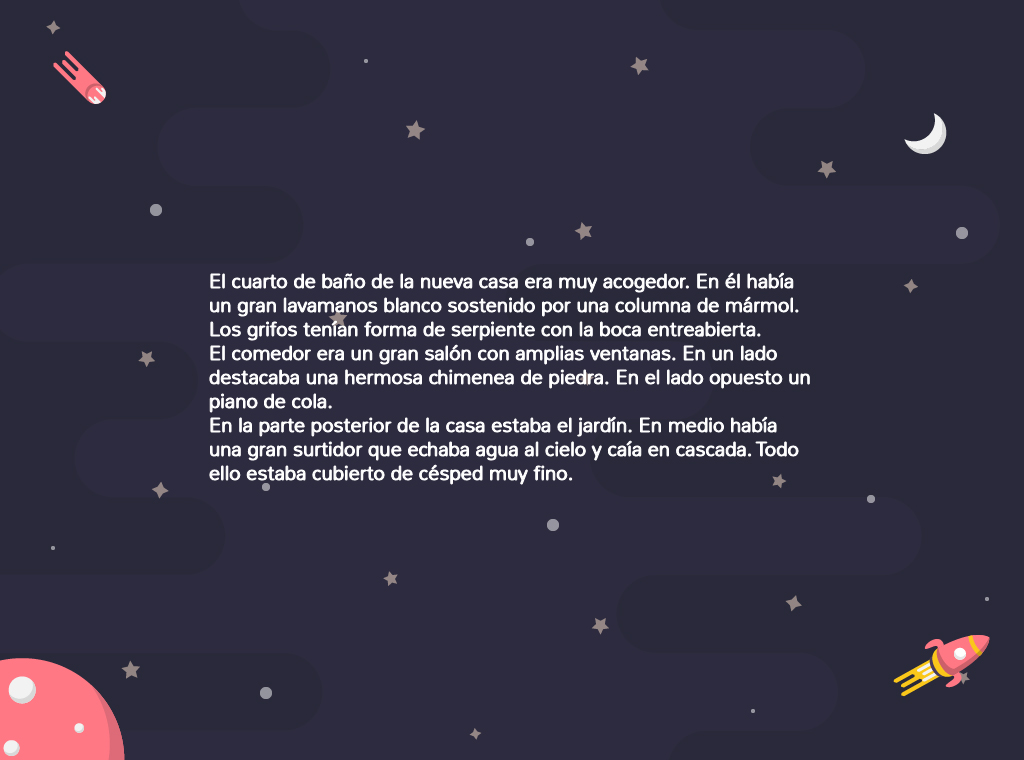 El cuarto de baño de la nueva casa era muy acogedor. En él había
un gran lavamanos blanco sostenido por una columna de mármol.
Los grifos tenían forma de serpiente con la boca entreabierta.
El comedor era un gran salón con amplias ventanas. En un lado
destacaba una hermosa chimenea de piedra. En el lado opuesto un
piano de cola.
En la parte posterior de la casa estaba el jardín. En medio había
una gran surtidor que echaba agua al cielo y caía en cascada. Todo
ello estaba cubierto de césped muy fino.